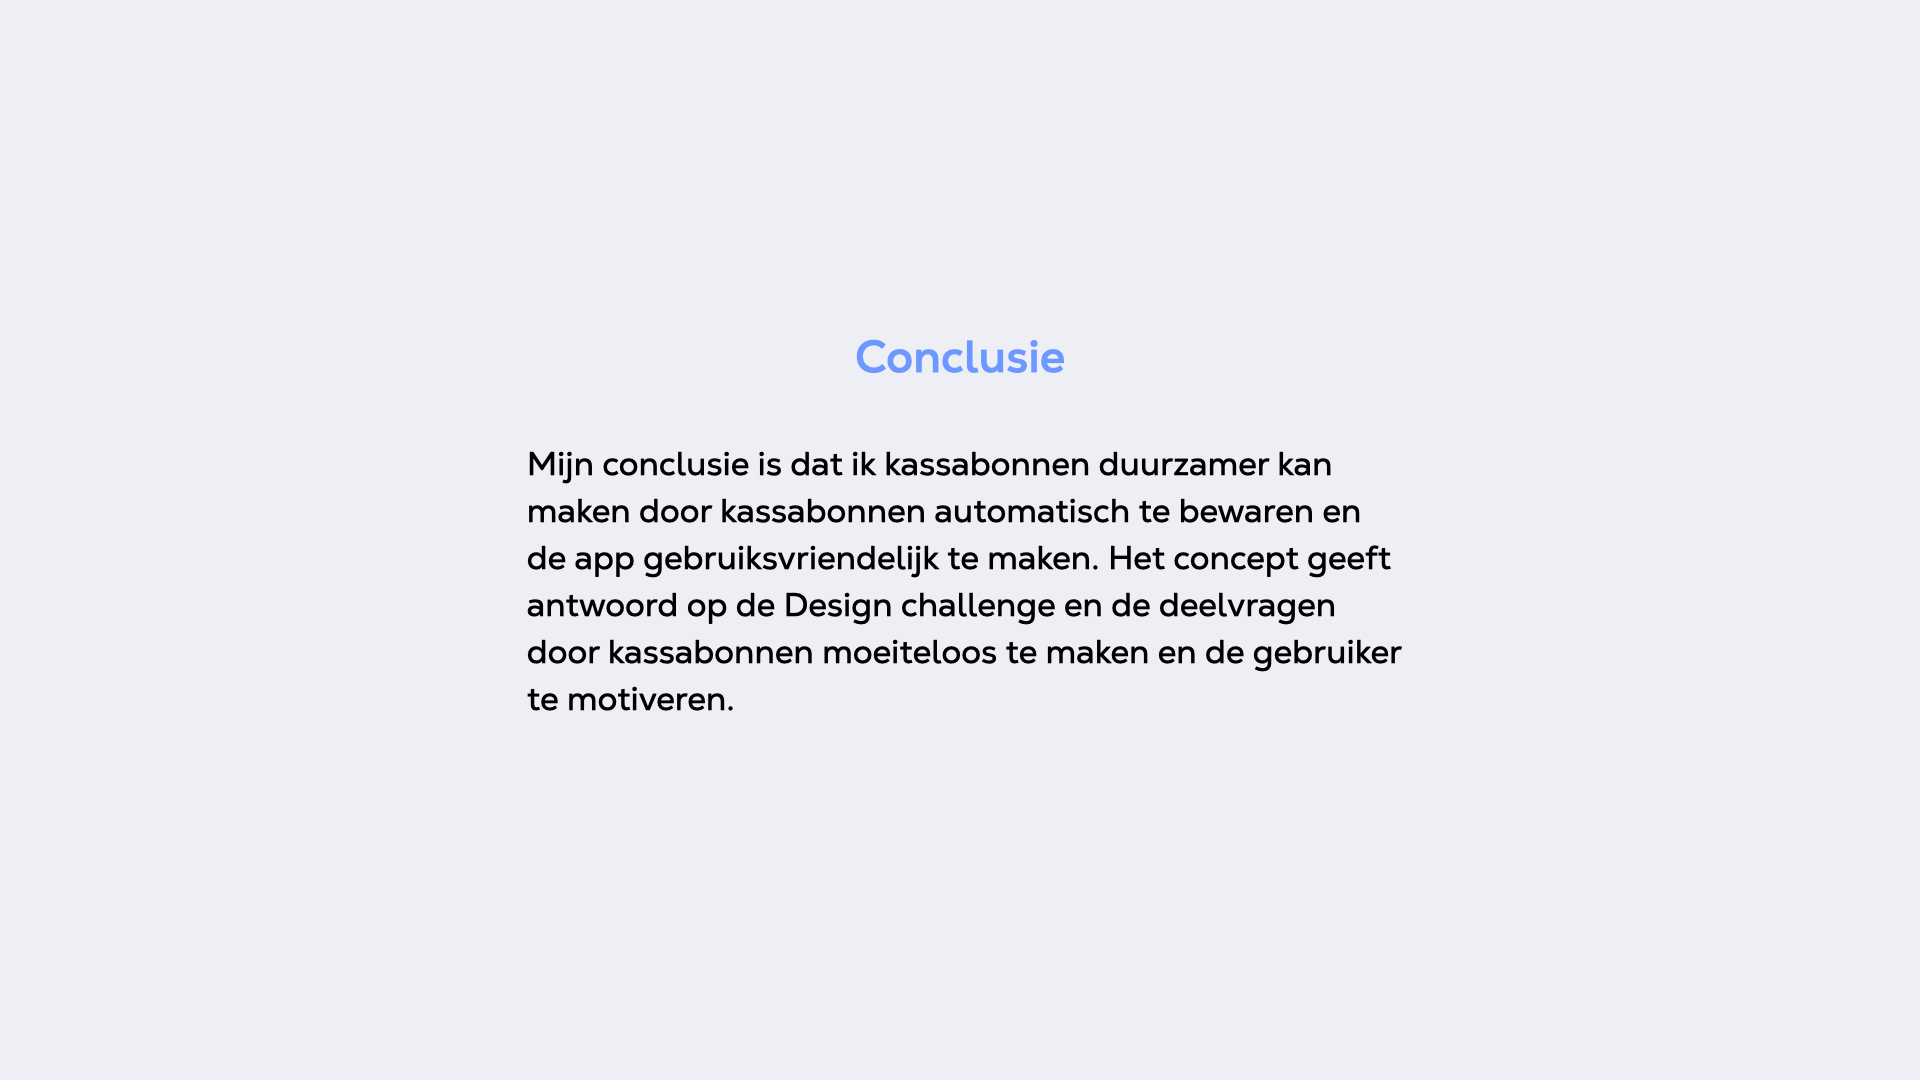 Conclusie
Mijn conclusie is dat ik kassabonnen duurzamer kan
maken door kassabonnen automatisch te bewaren en
de app gebruiksvriendelijk te maken. Het concept geeft
antwoord op de Design challenge en de deelvragen
door kassabonnen moeiteloos te maken en de gebruiker
te motiveren.